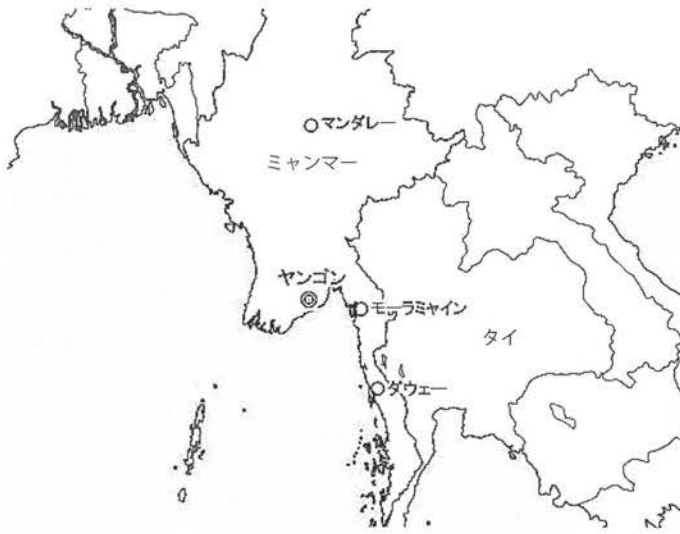 マンダレー
ミャンマー
ヤンゴン
モーラミャイン
タイ
ダウェー